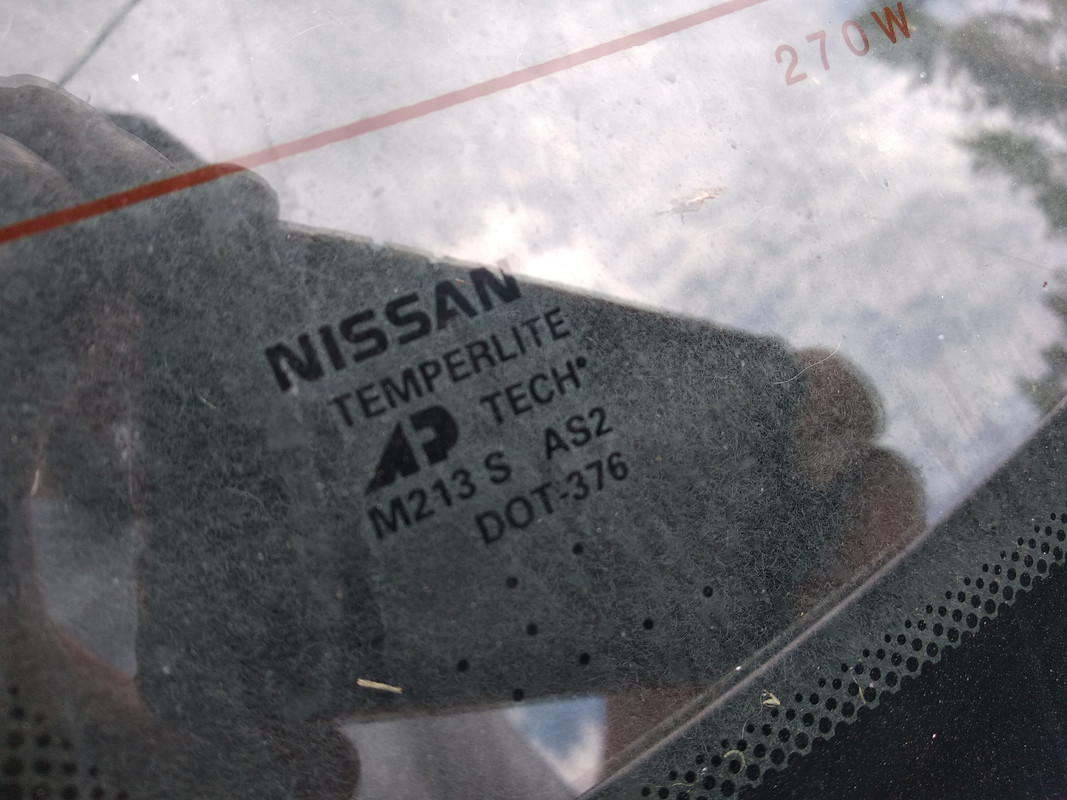 270W
NISSAN
TEMPERLITE
AP TECH
M213 S AS2
DOT-376